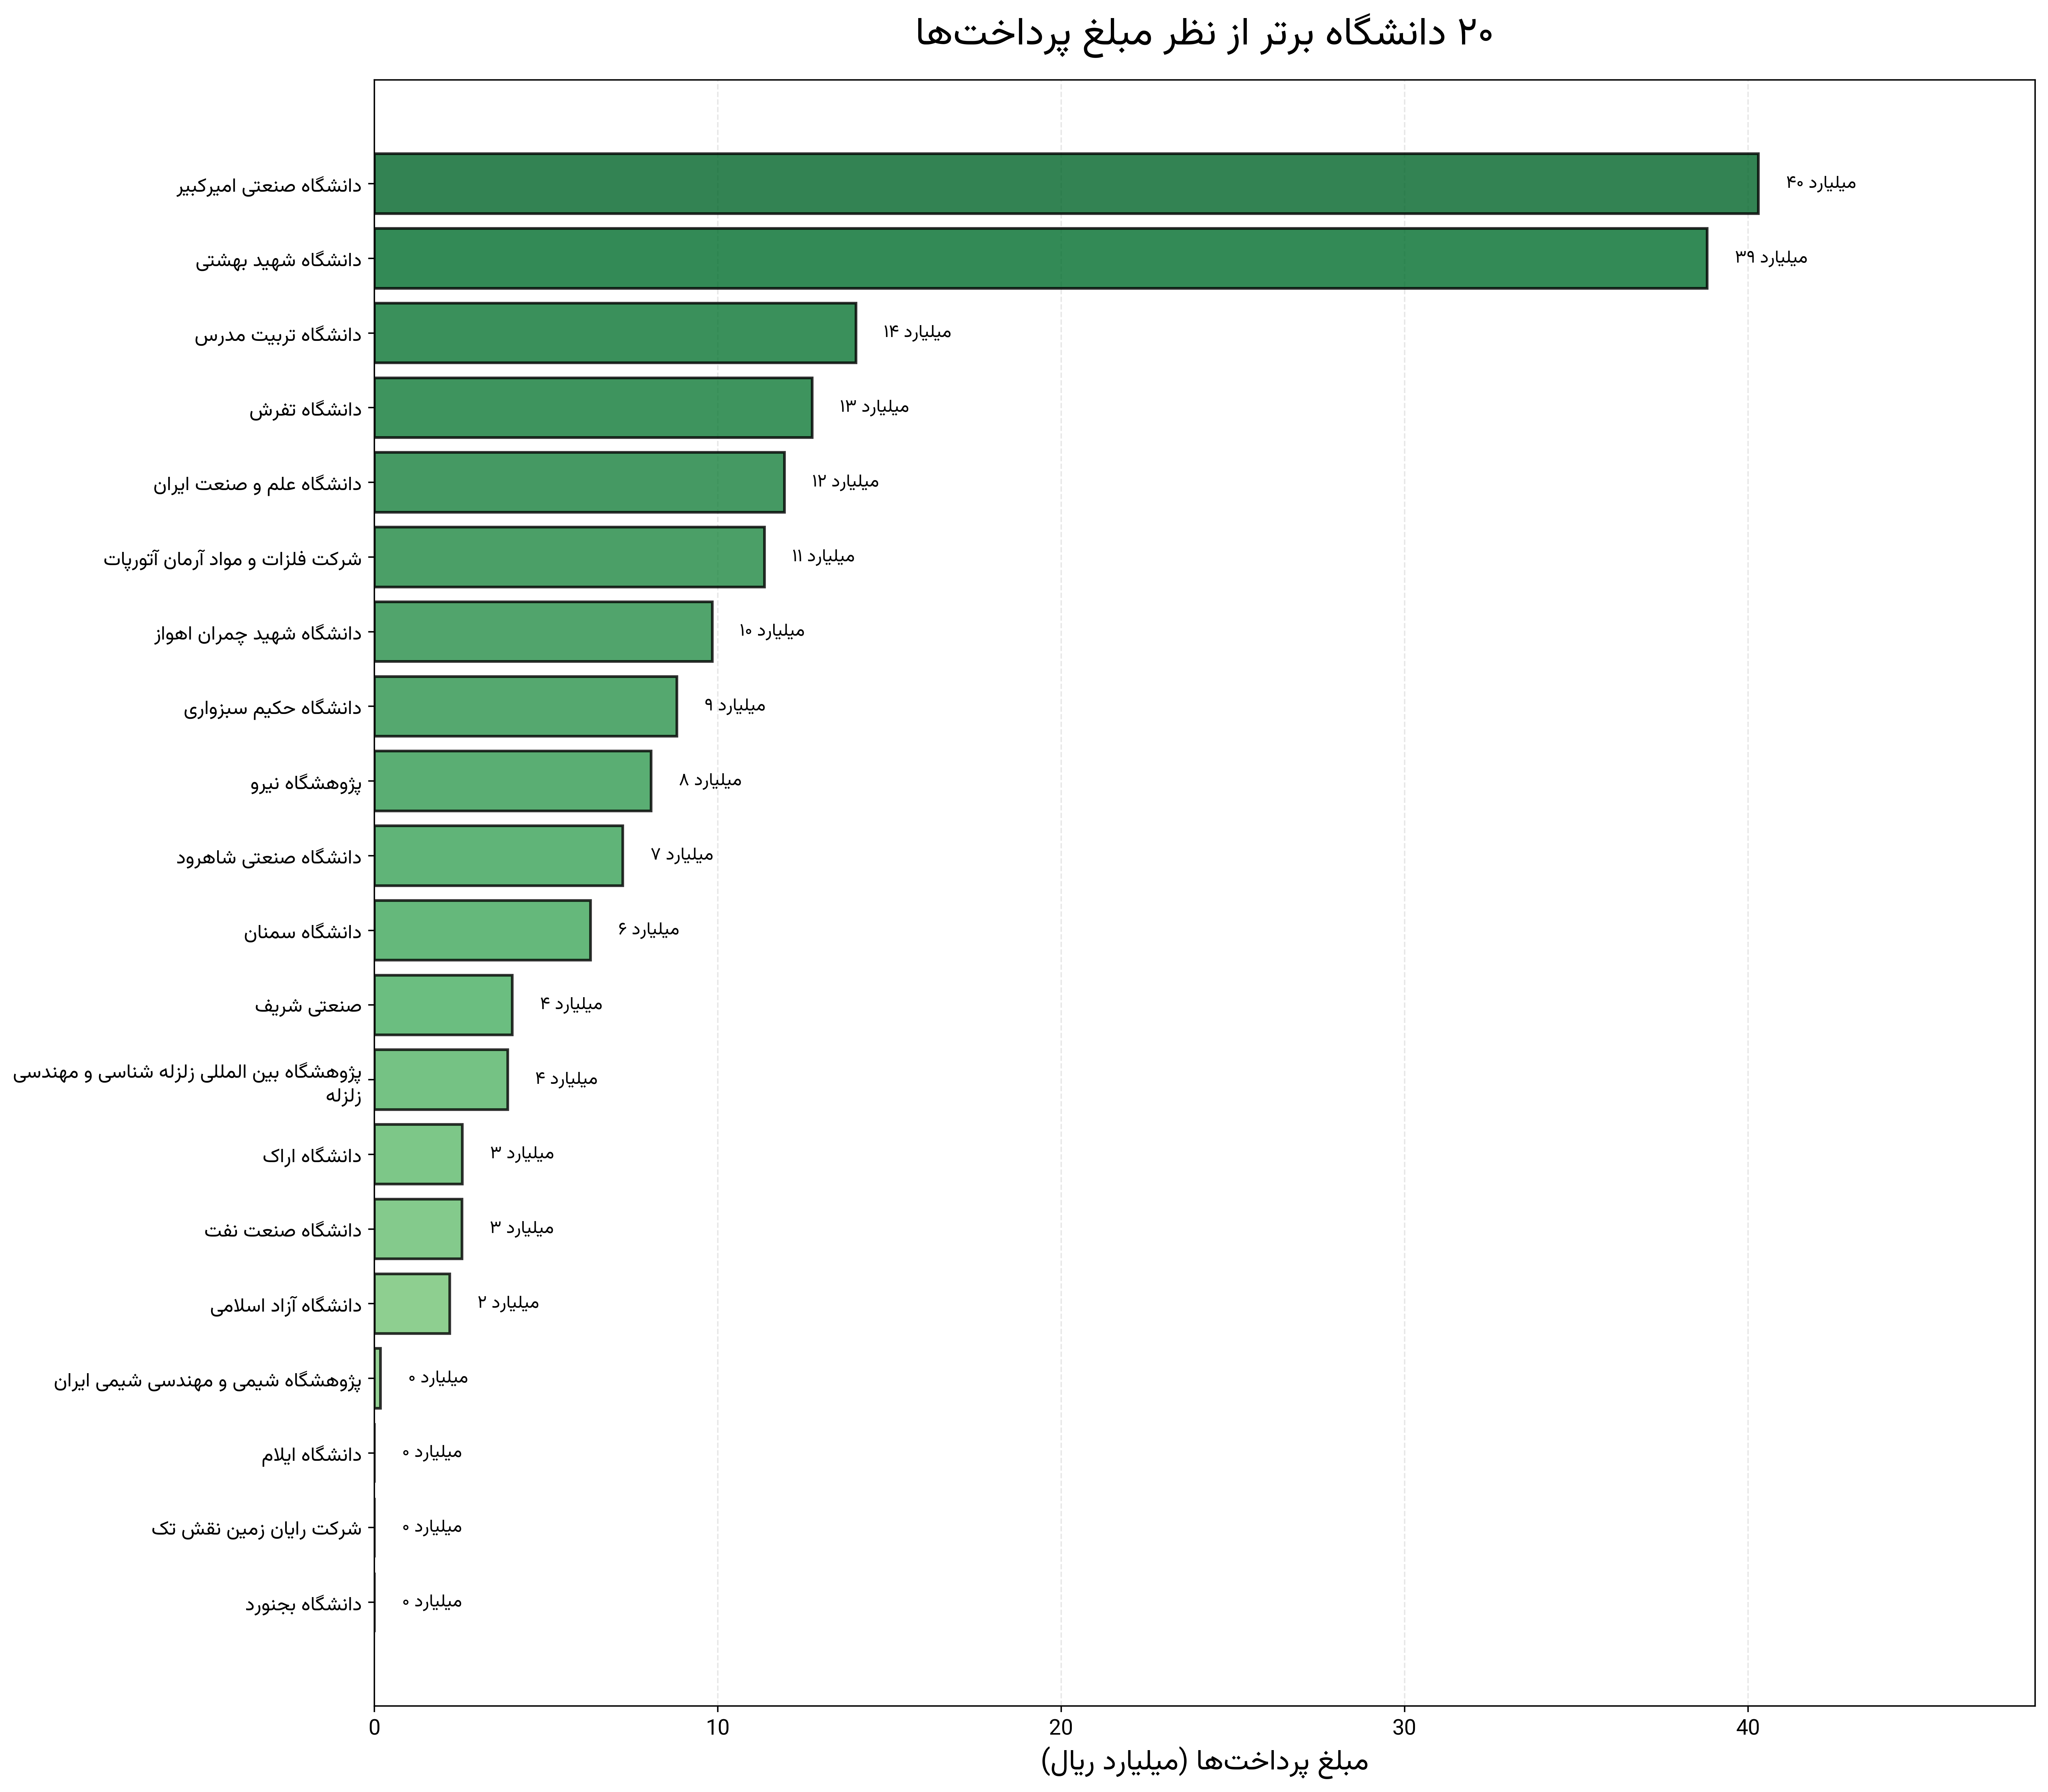 ۲۰ دانشگاه برتر از نظر مبلغ پرداخت‌ها
دانشگاه صنعتی امیرکبیر
۴۰ میلیارد
دانشگاه شهید بهشتی
۳۹ میلیارد
دانشگاه تربیت مدرس
۱۴ میلیارد
دانشگاه تفرش
۱۳ میلیارد
دانشگاه علم و صنعت ایران
۱۲ میلیارد
شرکت فلزات و مواد آرمان آتورپات
۱۱ میلیارد
دانشگاه شهید چمران اهواز
۱۰ میلیارد
دانشگاه حکیم سبزواری
۹ میلیارد
پژوهشگاه نیرو
۸ میلیارد
دانشگاه صنعتی شاهرود
۷ میلیارد
دانشگاه سمنان
۶ میلیارد
صنعتی شریف
۴ میلیارد
پژوهشگاه بین المللی زلزله شناسی و مهندسی
زلزله
۴ میلیارد
دانشگاه اراک
۳ میلیارد
دانشگاه صنعت نفت
۳ میلیارد
دانشگاه آزاد اسلامی
۲ میلیارد
پژوهشگاه شیمی و مهندسی شیمی ایران
۰ میلیارد
دانشگاه ایلام
۰ میلیارد
شرکت رایان زمین نقش تک
۰ میلیارد
دانشگاه بجنورد
۰ میلیارد
0 10 20 30 40
مبلغ پرداخت‌ها (میلیارد ریال)